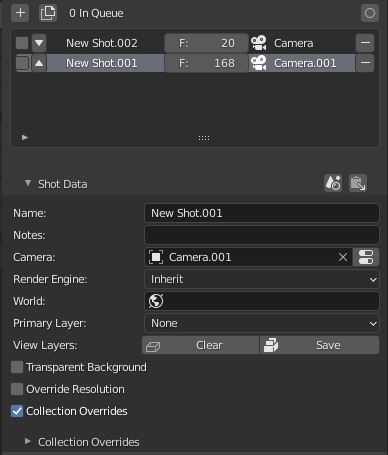 0 In Queue
New Shot.002 F: 20 Camera
New Shot.001 F: 168 Camera.001
Shot Data
Name: New Shot.001
Notes:
Camera: Camera.001
Render Engine: Inherit
World:
Primary Layer: None
View Layers: Clear Save
Transparent Background
Override Resolution
Collection Overrides
Collection Overrides